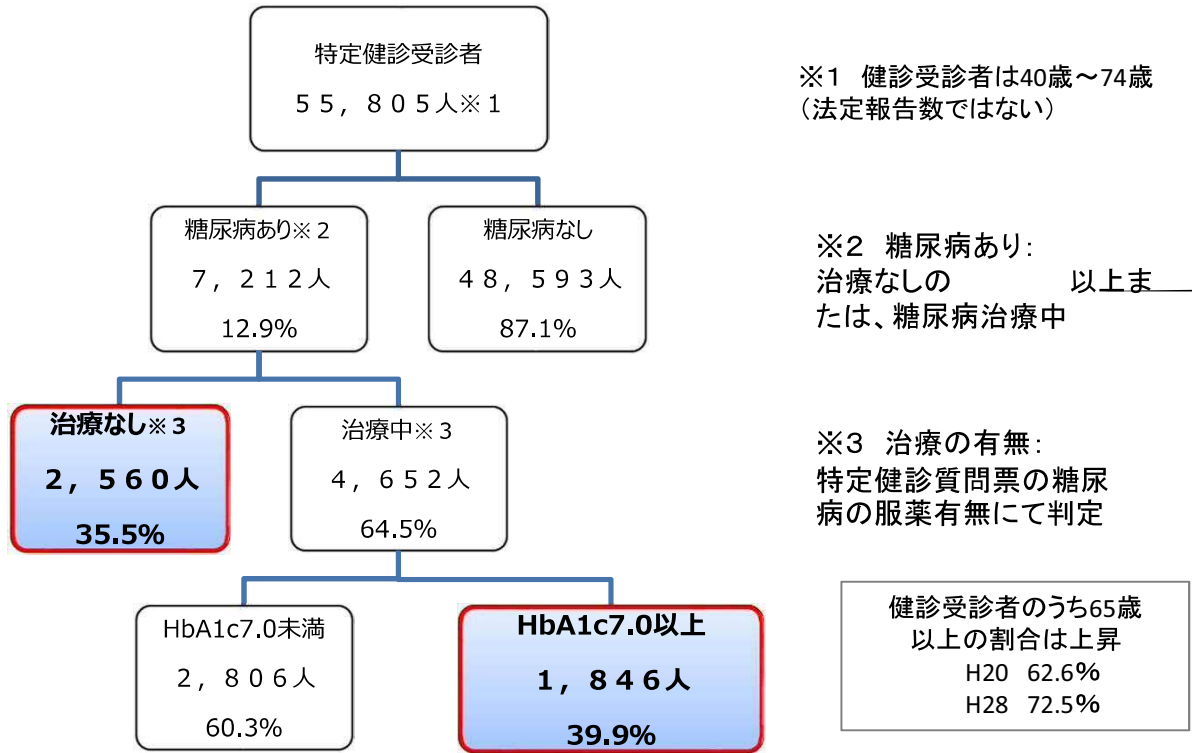 特定健診受診者
５５，８０５人※１
糖尿病あり※２
７，２１２人
12.9%
糖尿病なし
４８，５９３人
87.1%
治療なし※３
２，５６０人
35.5%
治療中※３
４，６５２人
64.5%
HbA1c7.0未満
２，８０６人
60.3%
HbA1c7.0以上
１，８４６人
39.9%
※１ 健診受診者は40歳～74歳
（法定報告数ではない）
※２ 糖尿病あり：
治療なしの　　　以上ま
たは、糖尿病治療中
※３ 治療の有無：
特定健診質問票の糖尿
病の服薬有無にて判定
健診受診者のうち65歳
以上の割合は上昇
H20 62.6%
H28 72.5%